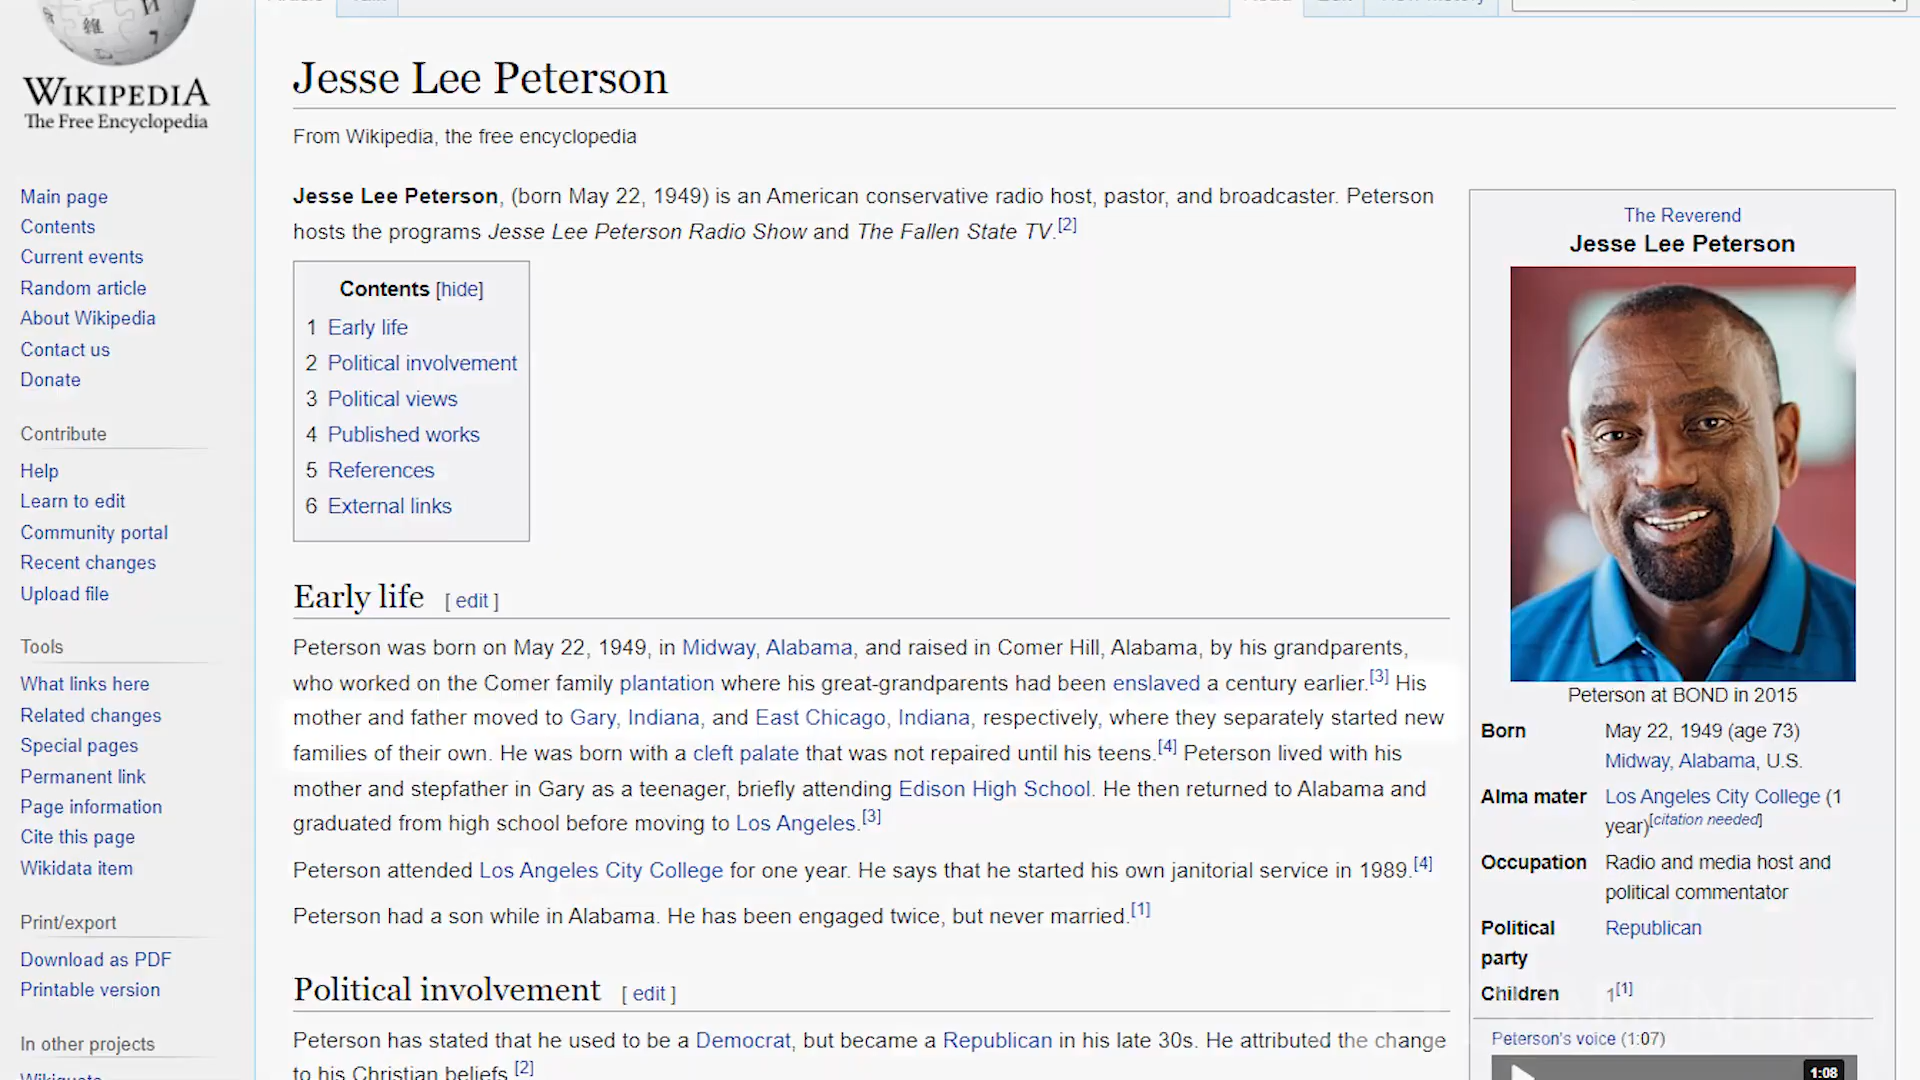 WIKIPEDIA
The Free Encyclopedia
Main page
Contents
Current events
Random article
About Wikipedia
Contact us
Donate
Contribute
Help
Learn to edit
Community portal
Recent changes
Upload file
Tools
What links here
Related changes
Special pages
Permanent link
Page information
Cite this page
Wikidata item
Print/export
Download as PDF
Printable version
In other projects
Jesse Lee Peterson
From Wikipedia, the free encyclopedia
Jesse Lee Peterson, (born May 22, 1949) is an American conservative radio host, pastor, and broadcaster. Peterson
hosts the programs Jesse Lee Peterson Radio Show and The Fallen State TV.[2]
Contents [hide]
1 Early life
2 Political involvement
3 Political views
4 Published works
5 References
6 External links
Early life [ edit ]
Peterson was born on May 22, 1949, in Midway, Alabama, and raised in Comer Hill, Alabama, by his grandparents,
who worked on the Comer family plantation where his great-grandparents had been enslaved a century earlier.[3] His
mother and father moved to Gary, Indiana, and East Chicago, Indiana, respectively, where they separately started new
families of their own. He was born with a cleft palate that was not repaired until his teens.[4] Peterson lived with his
mother and stepfather in Gary as a teenager, briefly attending Edison High School. He then returned to Alabama and
graduated from high school before moving to Los Angeles.[3]
Peterson attended Los Angeles City College for one year. He says that he started his own janitorial service in 1989.[4]
Peterson had a son while in Alabama. He has been engaged twice, but never married.[1]
Political involvement [ edit ]
Peterson has stated that he used to be a Democrat, but became a Republican in his late 30s. He attributed the change
to his Christian beliefs.[2]
The Reverend
Jesse Lee Peterson
Peterson at BOND in 2015
Born May 22, 1949 (age 73)
Midway, Alabama, U.S.
Alma mater Los Angeles City College (1
year)[citation needed]
Occupation Radio and media host and
political commentator
Political Republican
party
Children 1[1]
Peterson's voice (1:07)
1:08